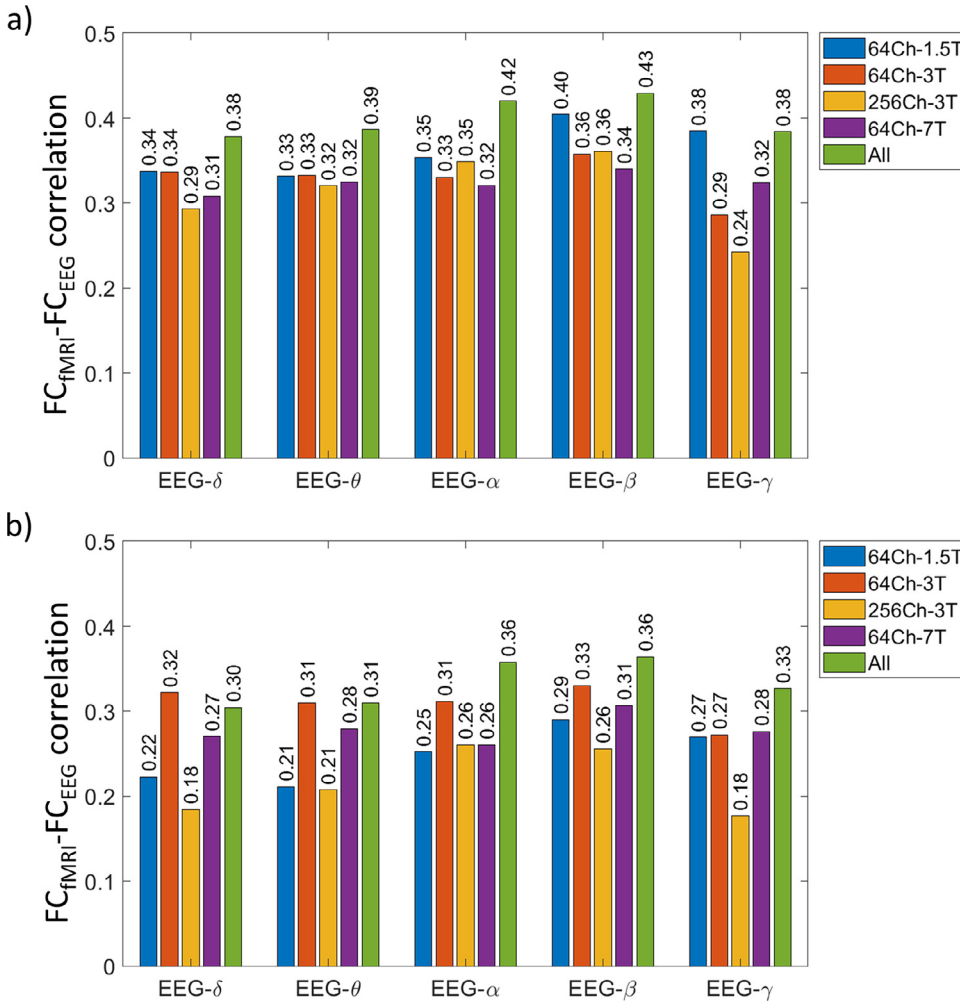 a)
0.5
0.4
0.3
0.2
0.1
0
FC_fMRI-FC_EEG correlation
0.34
0.34
0.29
0.31
0.38
0.33
0.33
0.32
0.32
0.39
0.35
0.33
0.35
0.32
0.42
0.40
0.36
0.36
0.34
0.43
0.38
0.29
0.24
0.32
0.38
EEG-δ
EEG-θ
EEG-α
EEG-β
EEG-γ
64Ch-1.5T
64Ch-3T
256Ch-3T
64Ch-7T
All
b)
0.5
0.4
0.3
0.2
0.1
0
FC_fMRI-FC_EEG correlation
0.22
0.32
0.18
0.27
0.30
0.21
0.31
0.21
0.28
0.31
0.25
0.31
0.26
0.26
0.36
0.29
0.33
0.26
0.31
0.36
0.27
0.27
0.18
0.28
0.33
EEG-δ
EEG-θ
EEG-α
EEG-β
EEG-γ
64Ch-1.5T
64Ch-3T
256Ch-3T
64Ch-7T
All